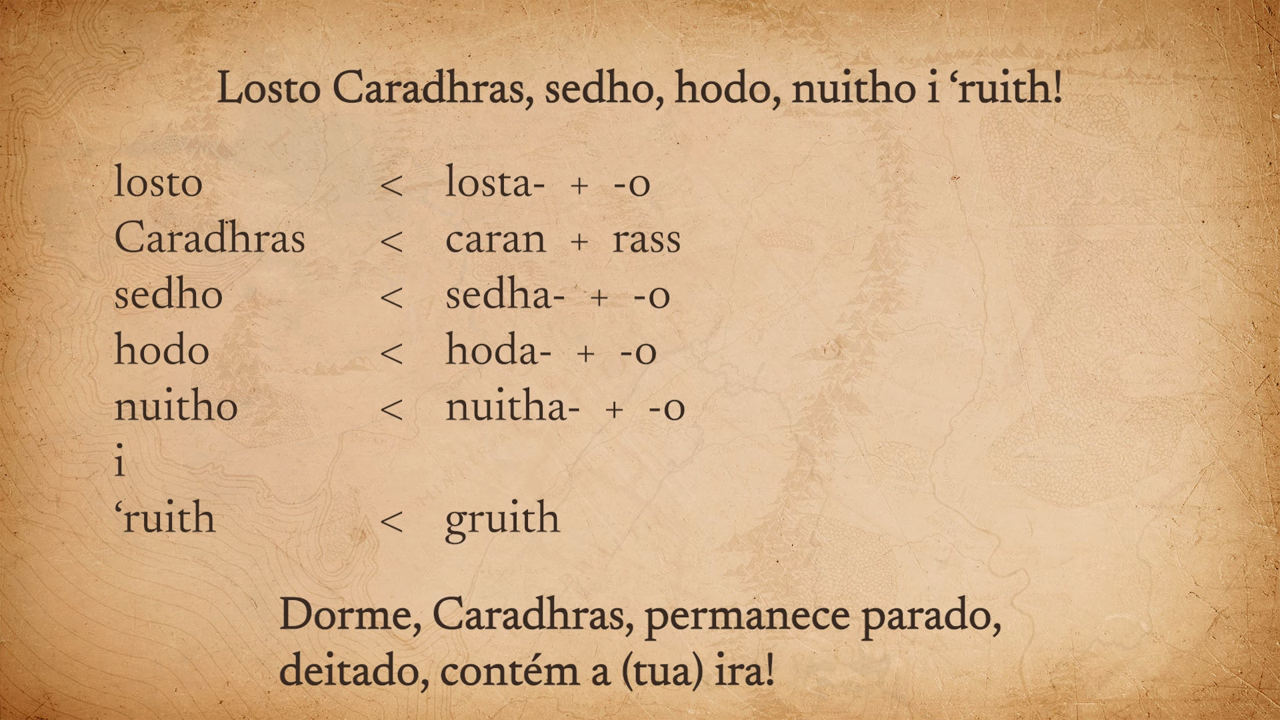 Losto Caradhras, sedho, hodo, nuitho i ‘ruith!
losto < losta- + -o
Caradhras < caran + rass
sedho < sedha- + -o
hodo < hoda- + -o
nuitho < nuitha- + -o
i
‘ruith < gruith
Dorme, Caradhras, permanece parado,
deitado, contém a (tua) ira!